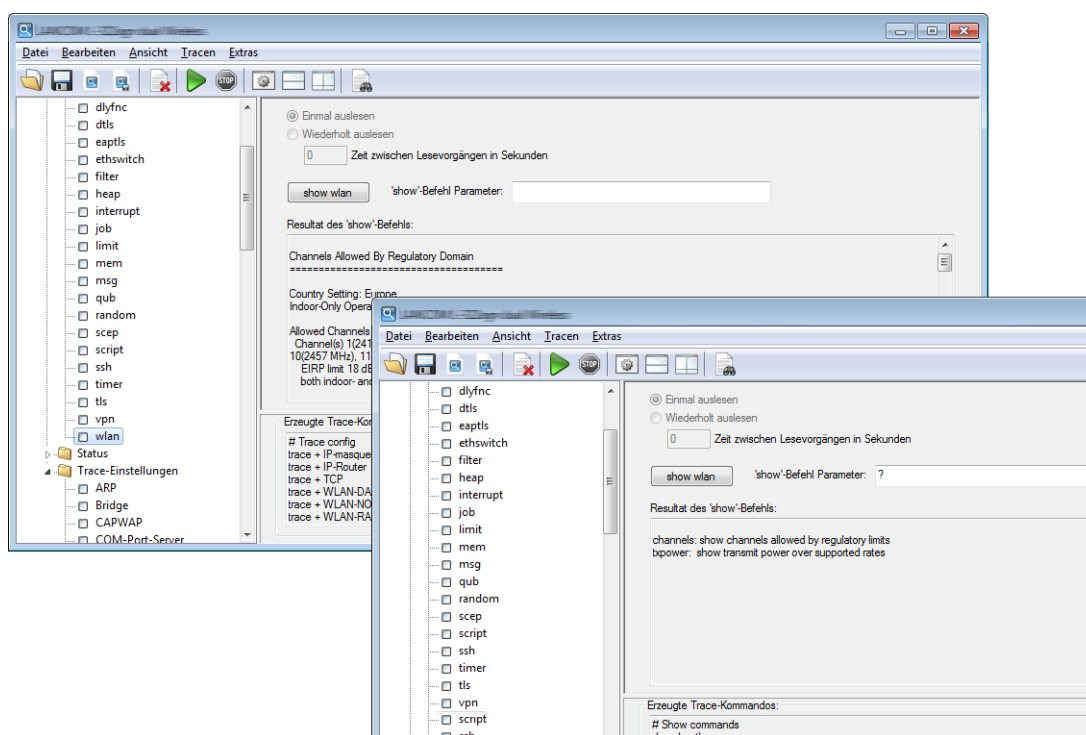 Datei Bearbeiten Ansicht Tracen Extras
STOP
dlyfnc
dtls
eaptls
ethswitch
filter
heap
interrupt
job
limit
mem
msg
qub
random
scep
script
ssh
timer
tls
vpn
wlan
Status
Trace-Einstellungen
ARP
Bridge
CAPWAP
COM-Port-Server
Einmal auslesen
Wiederholt auslesen
0 Zeit zwischen Lesevorgängen in Sekunden
show wlan 'show'-Befehl Parameter:
Resultat des 'show'-Befehls:
Channels Allowed By Regulatory Domain
=====================================
Country Setting: Europe
Indoor-Only Opera
Allowed Channels
Channel(s) 1(241
10(2457 MHz), 11
EIRP limit 18 dB
both indoor- and
Erzeugte Trace-Kor
# Trace config
trace + IP-masque
trace + IP-Router
trace + TCP
trace + WLAN-DA
trace + WLAN-NO
trace + WLAN-RA
Datei Bearbeiten Ansicht Tracen Extras
STOP
dlyfnc
dtls
eaptls
ethswitch
filter
heap
interrupt
job
limit
mem
msg
qub
random
scep
script
ssh
timer
tls
vpn
script
ssh
Einmal auslesen
Wiederholt auslesen
0 Zeit zwischen Lesevorgängen in Sekunden
show wlan 'show'-Befehl Parameter: ?
Resultat des 'show'-Befehls:
channels: show channels allowed by regulatory limits
txpower: show transmit power over supported rates
Erzeugte Trace-Kommandos:
# Show commands